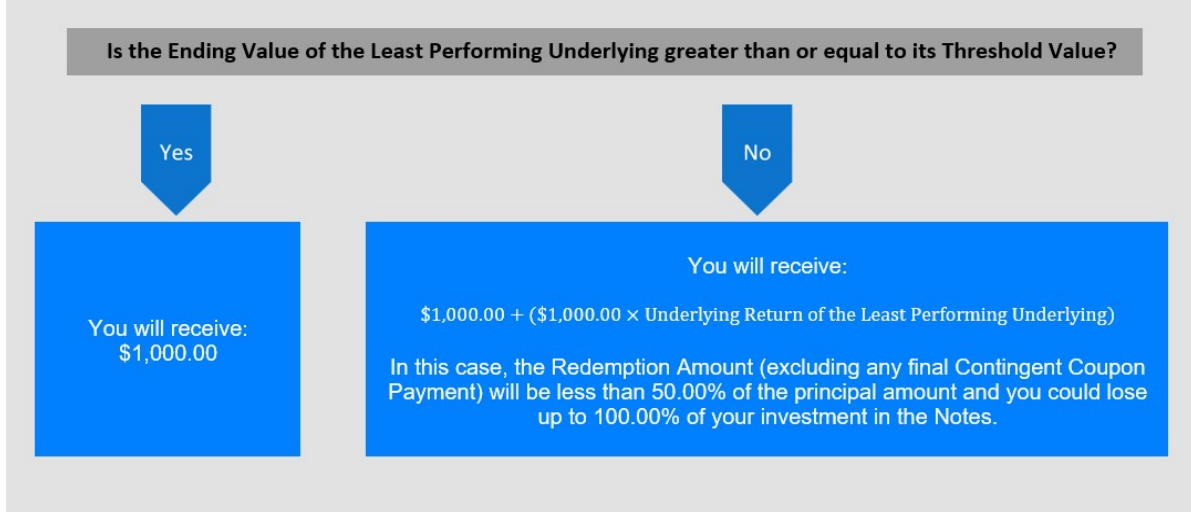 Is the Ending Value of the Least Performing Underlying greater than or equal to its Threshold Value?
Yes
No
You will receive:
$1,000.00
You will receive:
$1,000.00 + ($1,000.00 × Underlying Return of the Least Performing Underlying)
In this case, the Redemption Amount (excluding any final Contingent Coupon
Payment) will be less than 50.00% of the principal amount and you could lose
up to 100.00% of your investment in the Notes.